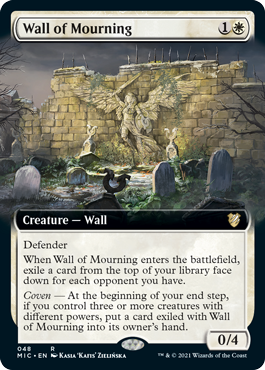 Wall of Mourning 1
Creature — Wall
Defender
When Wall of Mourning enters the battlefield,
exile a card from the top of your library face
down for each opponent you have.
Coven — At the beginning of your end step,
if you control three or more creatures with
different powers, put a card exiled with Wall
of Mourning into its owner's hand.
0/4
048 R
MIC • EN KASIA 'KAFIS' ZIELIŃSKA
™ & © 2021 Wizards of the Coast